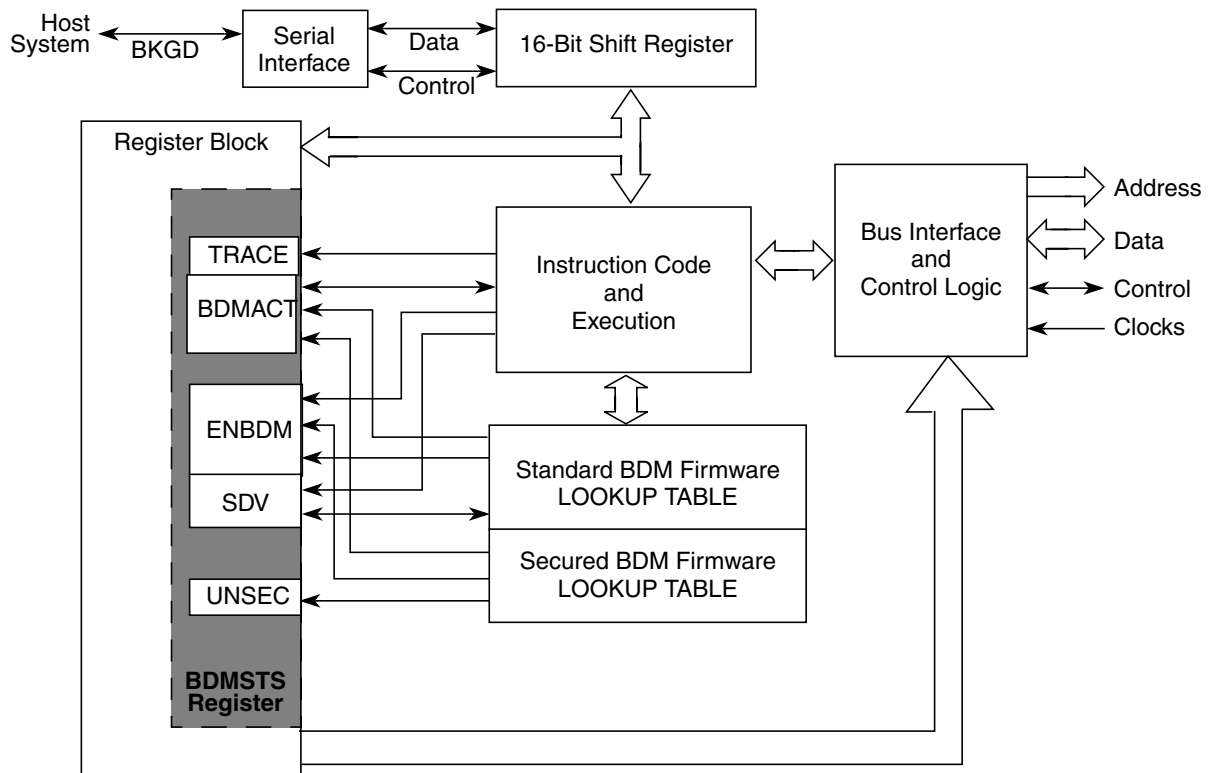 Host
System
BKGD
Serial
Interface
Data
Control
16-Bit Shift Register
Register Block
TRACE
BDMACT
ENBDM
SDV
UNSEC
BDMSTS
Register
Instruction Code
and
Execution
Standard BDM Firmware
LOOKUP TABLE
Secured BDM Firmware
LOOKUP TABLE
Bus Interface
and
Control Logic
Address
Data
Control
Clocks